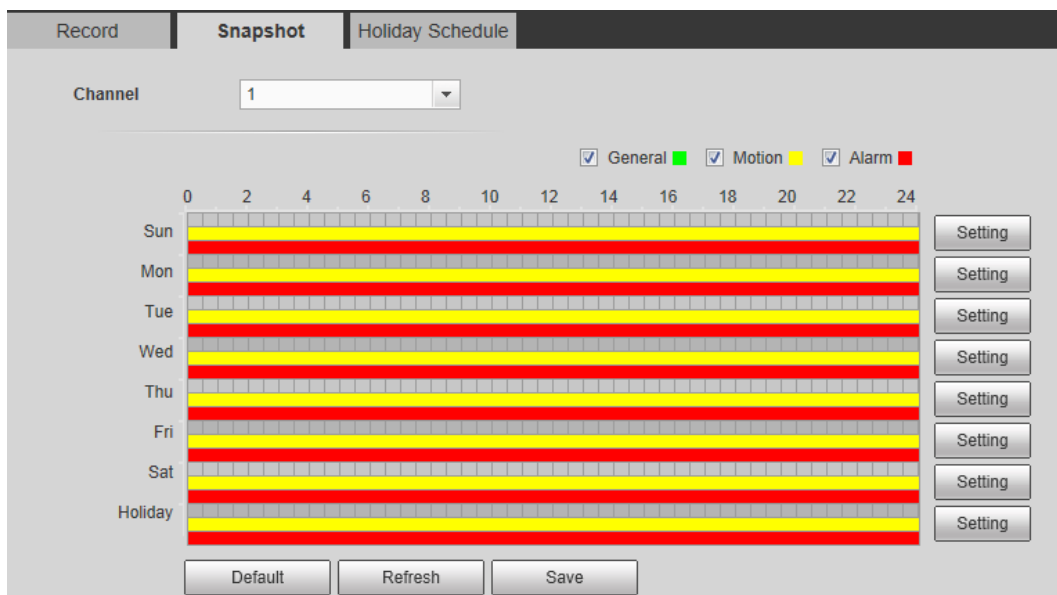 Record Snapshot Holiday Schedule
Channel 1
General Motion Alarm
0 2 4 6 8 10 12 14 16 18 20 22 24
Sun Setting
Mon Setting
Tue Setting
Wed Setting
Thu Setting
Fri Setting
Sat Setting
Holiday Setting
Default Refresh Save